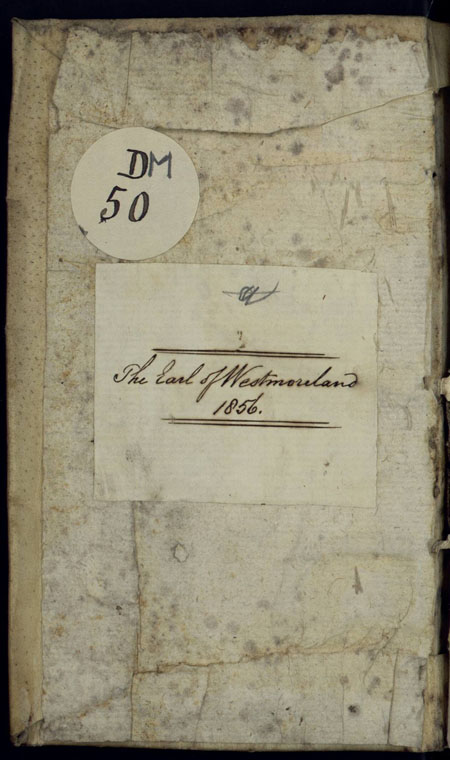 DM
50
The Earl of Westmoreland
1856.